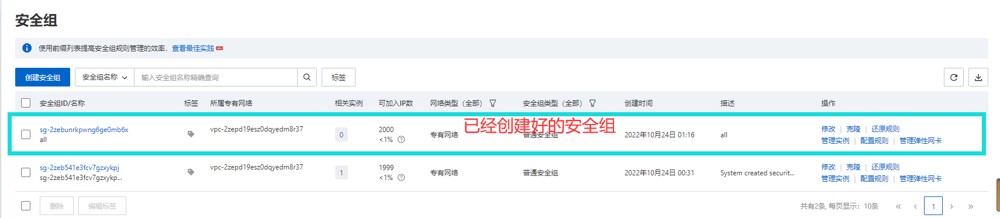 安全组
使用前缀列表提高安全组规则管理的效率，查看最佳实践
创建安全组 安全组名称 输入安全组名称精确查询 标签
安全组ID/名称 标签 所属专有网络 相关实例 可加入IP数 网络类型（全部） 安全组类型（全部） 创建时间 描述 操作
已经创建好的安全组
sg-2zebunrkpwng6ge0mb6x vpc-2zepd19esz0dqyedm8r37 2000 修改 | 克隆 | 还原规则
all 0 <1% 专有网络 普通安全组 2022年10月24日 01:16 all 管理实例 | 配置规则 | 管理弹性网卡
sg-2zeb541e3fcv7gzxykpj vpc-2zepd19esz0dqyedm8r37 1999 修改 | 克隆 | 还原规则
sg-2zeb541e3fcv7gzxykp... 1 <1% 专有网络 普通安全组 2022年10月24日 00:31 System created securit... 管理实例 | 配置规则 | 管理弹性网卡
删除 编辑标签 共有2条, 每页显示：10条 « ‹ 1 › »